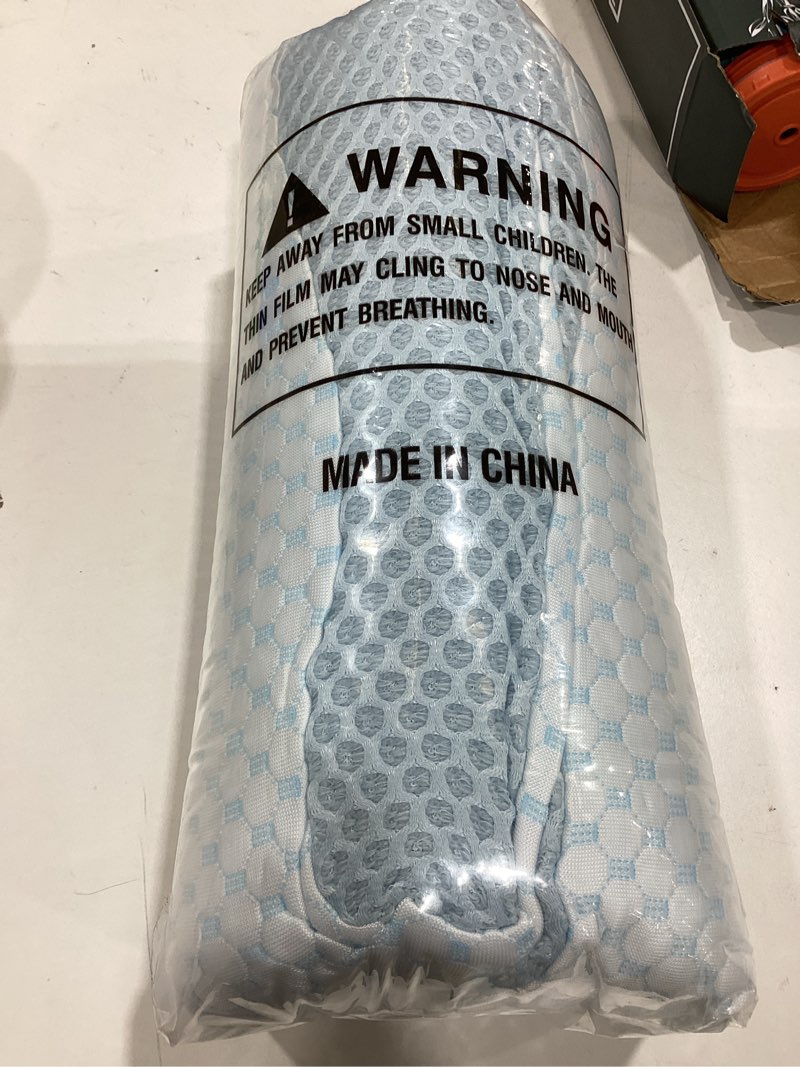 WARNING
KEEP AWAY FROM SMALL CHILDREN. THE
THIN FILM MAY CLING TO NOSE AND MOUTH
AND PREVENT BREATHING.
MADE IN CHINA